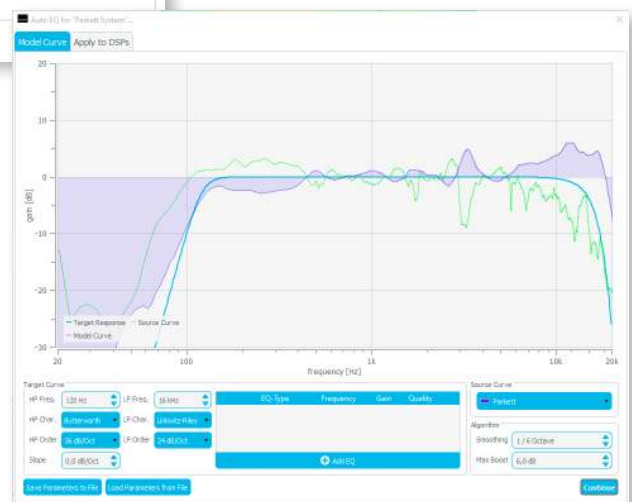 Auto EQ for "Parkett System"...
Model Curve Apply to DSPs
20
10
0
-10
-20
-30
gain [dB]
Target Response Source Curve
Model Curve
20 100 1k 10k 20k
frequency [Hz]
Target Curve
HP Freq. 120 Hz LP Freq. 16 kHz
HP Char. Butterworth LP Char. Linkwitz-Riley
HP Order 36 dB/Oct LP Order 24 dB/Oct
Slope 0,0 dB/Oct
EQ-Type Frequency Gain Quality
Add EQ
Source Curve
Parkett
Algorithm
Smoothing 1/6 Octave
Max Boost 6,0 dB
Save Parameters to File Load Parameters from File Continue